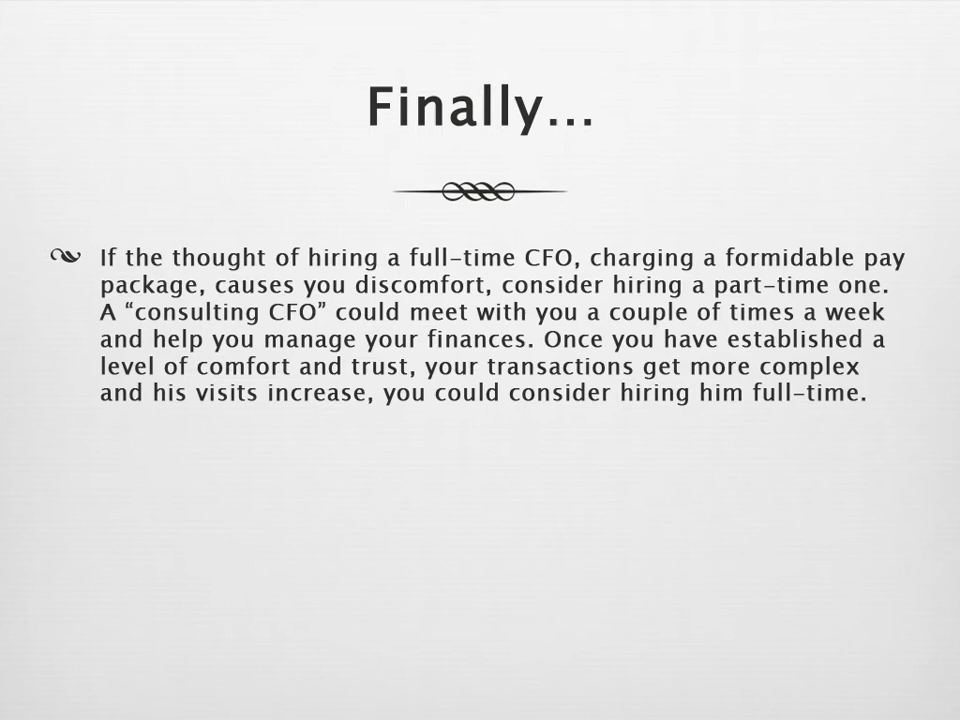 Finally…
If the thought of hiring a full-time CFO, charging a formidable pay
package, causes you discomfort, consider hiring a part-time one.
A “consulting CFO” could meet with you a couple of times a week
and help you manage your finances. Once you have established a
level of comfort and trust, your transactions get more complex
and his visits increase, you could consider hiring him full-time.